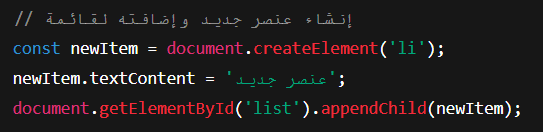 // إنشاء عنصر جديد وإضافته لقائمة
const newItem = document.createElement('li');
newItem.textContent = 'عنصر جديد';
document.getElementById('list').appendChild(newItem);